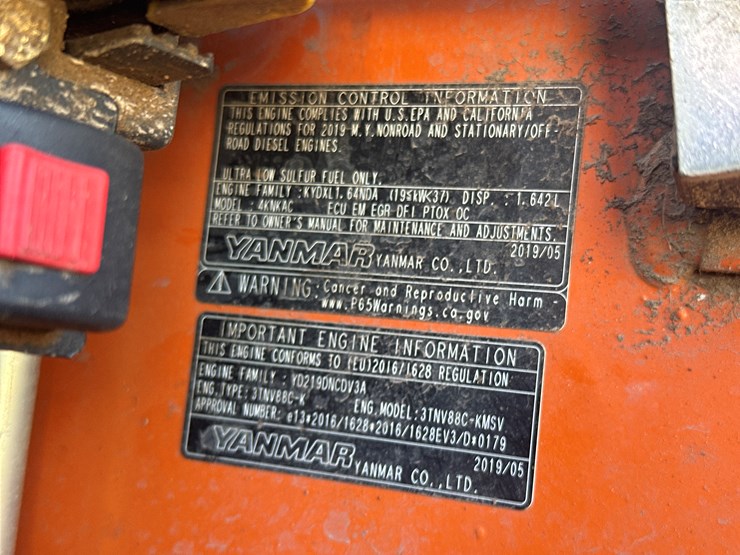 EMISSION CONTROL INFORMATION
THIS ENGINE COMPLIES WITH U.S.EPA AND CALIFORNIA
REGULATIONS FOR 2019 M.Y.NONROAD AND STATIONARY/OFF-
ROAD DIESEL ENGINES.
ULTRA LOW SULFUR FUEL ONLY.
ENGINE FAMILY :KYDXL1.64NDA (19≤kW<37) DISP. : 1.642L
MODEL : 4KNKAC ECU EM EGR DFI PTOX OC
REFER TO OWNER'S MANUAL FOR MAINTENANCE AND ADJUSTMENTS.
2019/05
YANMAR YANMAR CO.,LTD.
⚠ WARNING: Cancer and Reproductive Harm -
www.P65Warnings.ca.gov
IMPORTANT ENGINE INFORMATION
THIS ENGINE CONFORMS TO (EU)2016/1628 REGULATION
ENGINE FAMILY : YD219DNCDV3A
ENG.TYPE: 3TNV88C-K ENG.MODEL: 3TNV88C-KMSV
APPROVAL NUMBER: e13*2016/1628*2016/1628EV3/D*0179
2019/05
YANMAR YANMAR CO.,LTD.